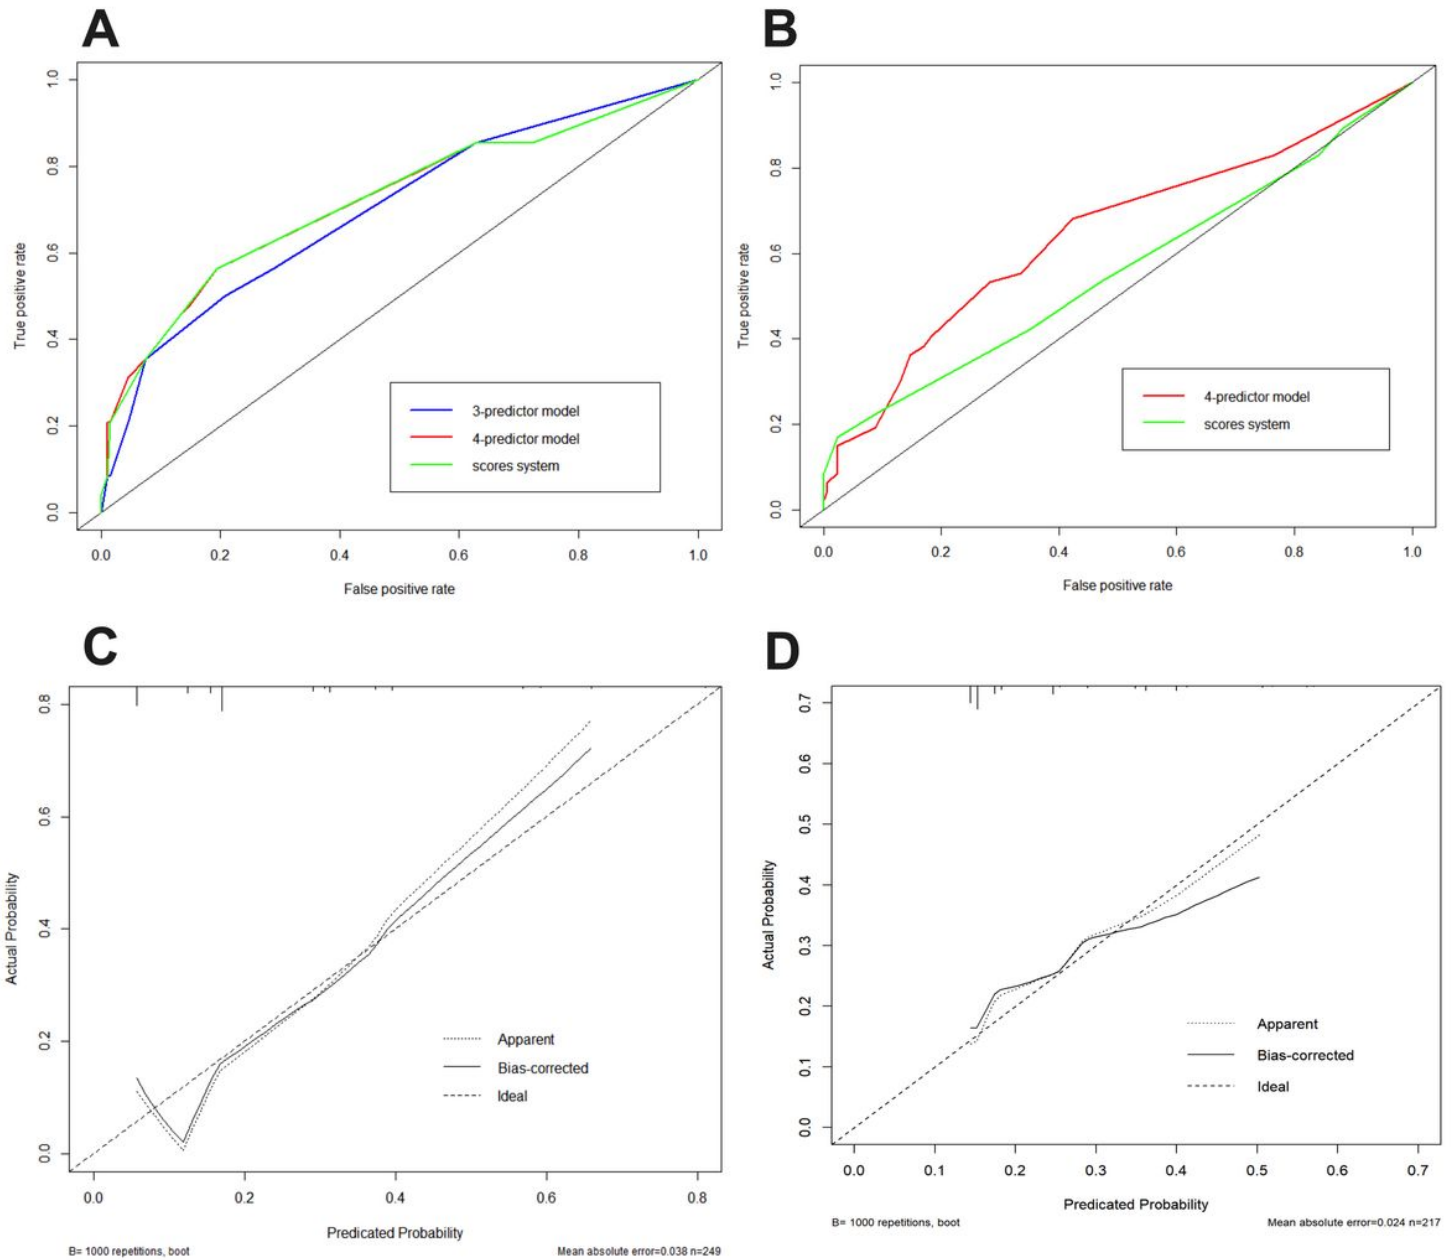 A
1.0
0.8
0.6
0.4
0.2
0.0
True positive rate
3-predictor model
4-predictor model
scores system
0.0 0.2 0.4 0.6 0.8 1.0
False positive rate
B
1.0
0.8
0.6
0.4
0.2
0.0
True positive rate
4-predictor model
scores system
0.0 0.2 0.4 0.6 0.8 1.0
False positive rate
C
0.8
0.6
0.4
0.2
0.0
Actual Probability
Apparent
Bias-corrected
Ideal
0.0 0.2 0.4 0.6 0.8
Predicated Probability
B= 1000 repetitions, boot
Mean absolute error=0.038 n=249
D
0.7
0.6
0.5
0.4
0.3
0.2
0.1
0.0
Actual Probability
Apparent
Bias-corrected
Ideal
0.0 0.1 0.2 0.3 0.4 0.5 0.6 0.7
Predicated Probability
B= 1000 repetitions, boot
Mean absolute error=0.024 n=217